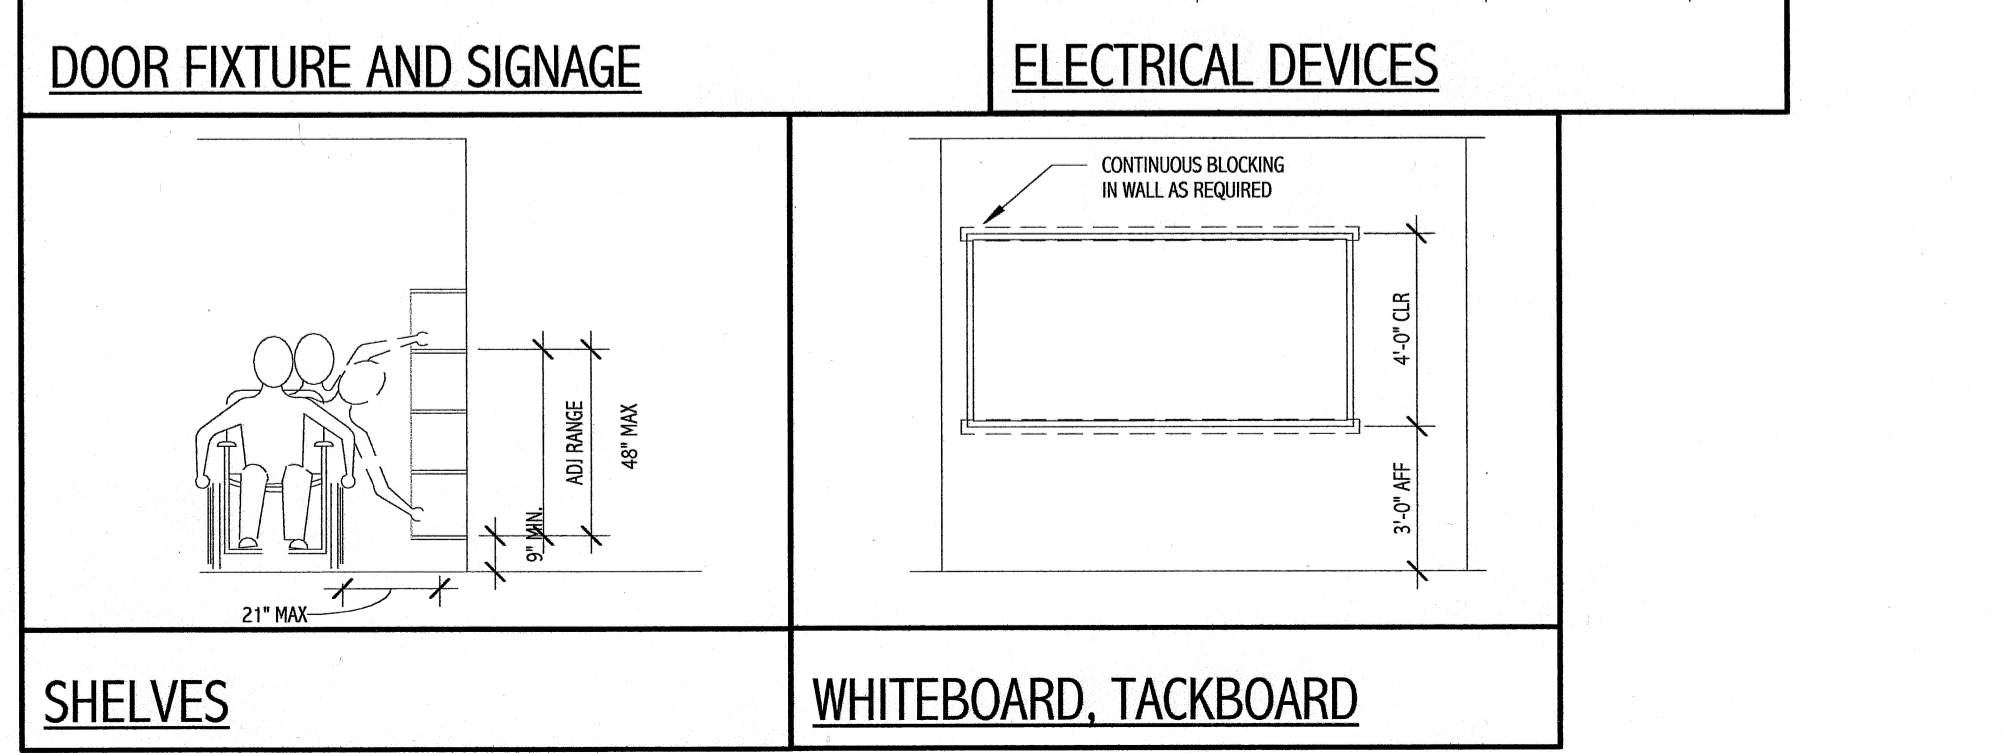 DOOR FIXTURE AND SIGNAGE
ELECTRICAL DEVICES
ADJ RANGE
48" MAX
9" MIN.
21" MAX
SHELVES
CONTINUOUS BLOCKING
IN WALL AS REQUIRED
4'-0" CLR
3'-0" AFF
WHITEBOARD, TACKBOARD